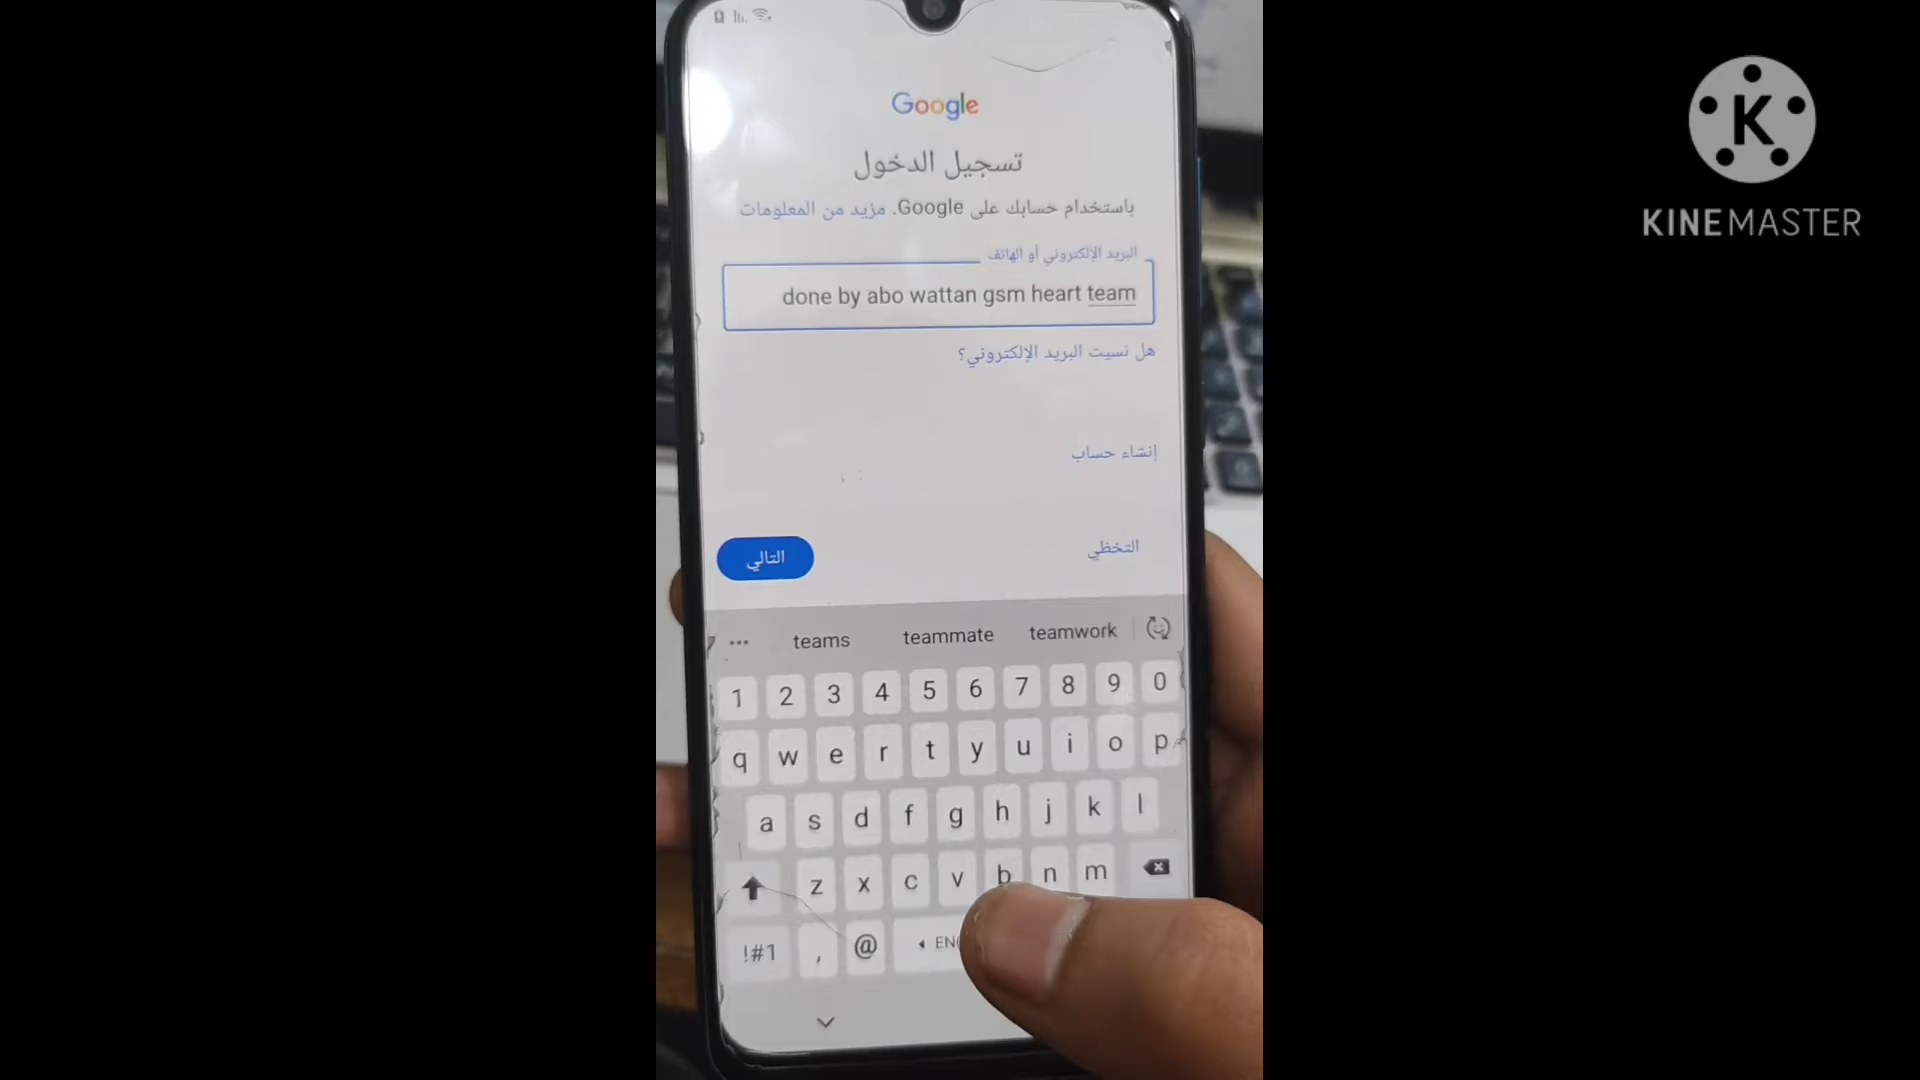 Google
تسجيل الدخول
باستخدام حسابك على Google. مزيد من المعلومات
البريد الإلكتروني أو الهاتف
done by abo wattan gsm heart team
هل نسيت البريد الإلكتروني؟
إنشاء حساب
التخطي
التالي
teams teammate teamwork
1 2 3 4 5 6 7 8 9 0
q w e r t y u i o p
a s d f g h j k l
z x c v b n m
!#1 , @
K
KINEMASTER